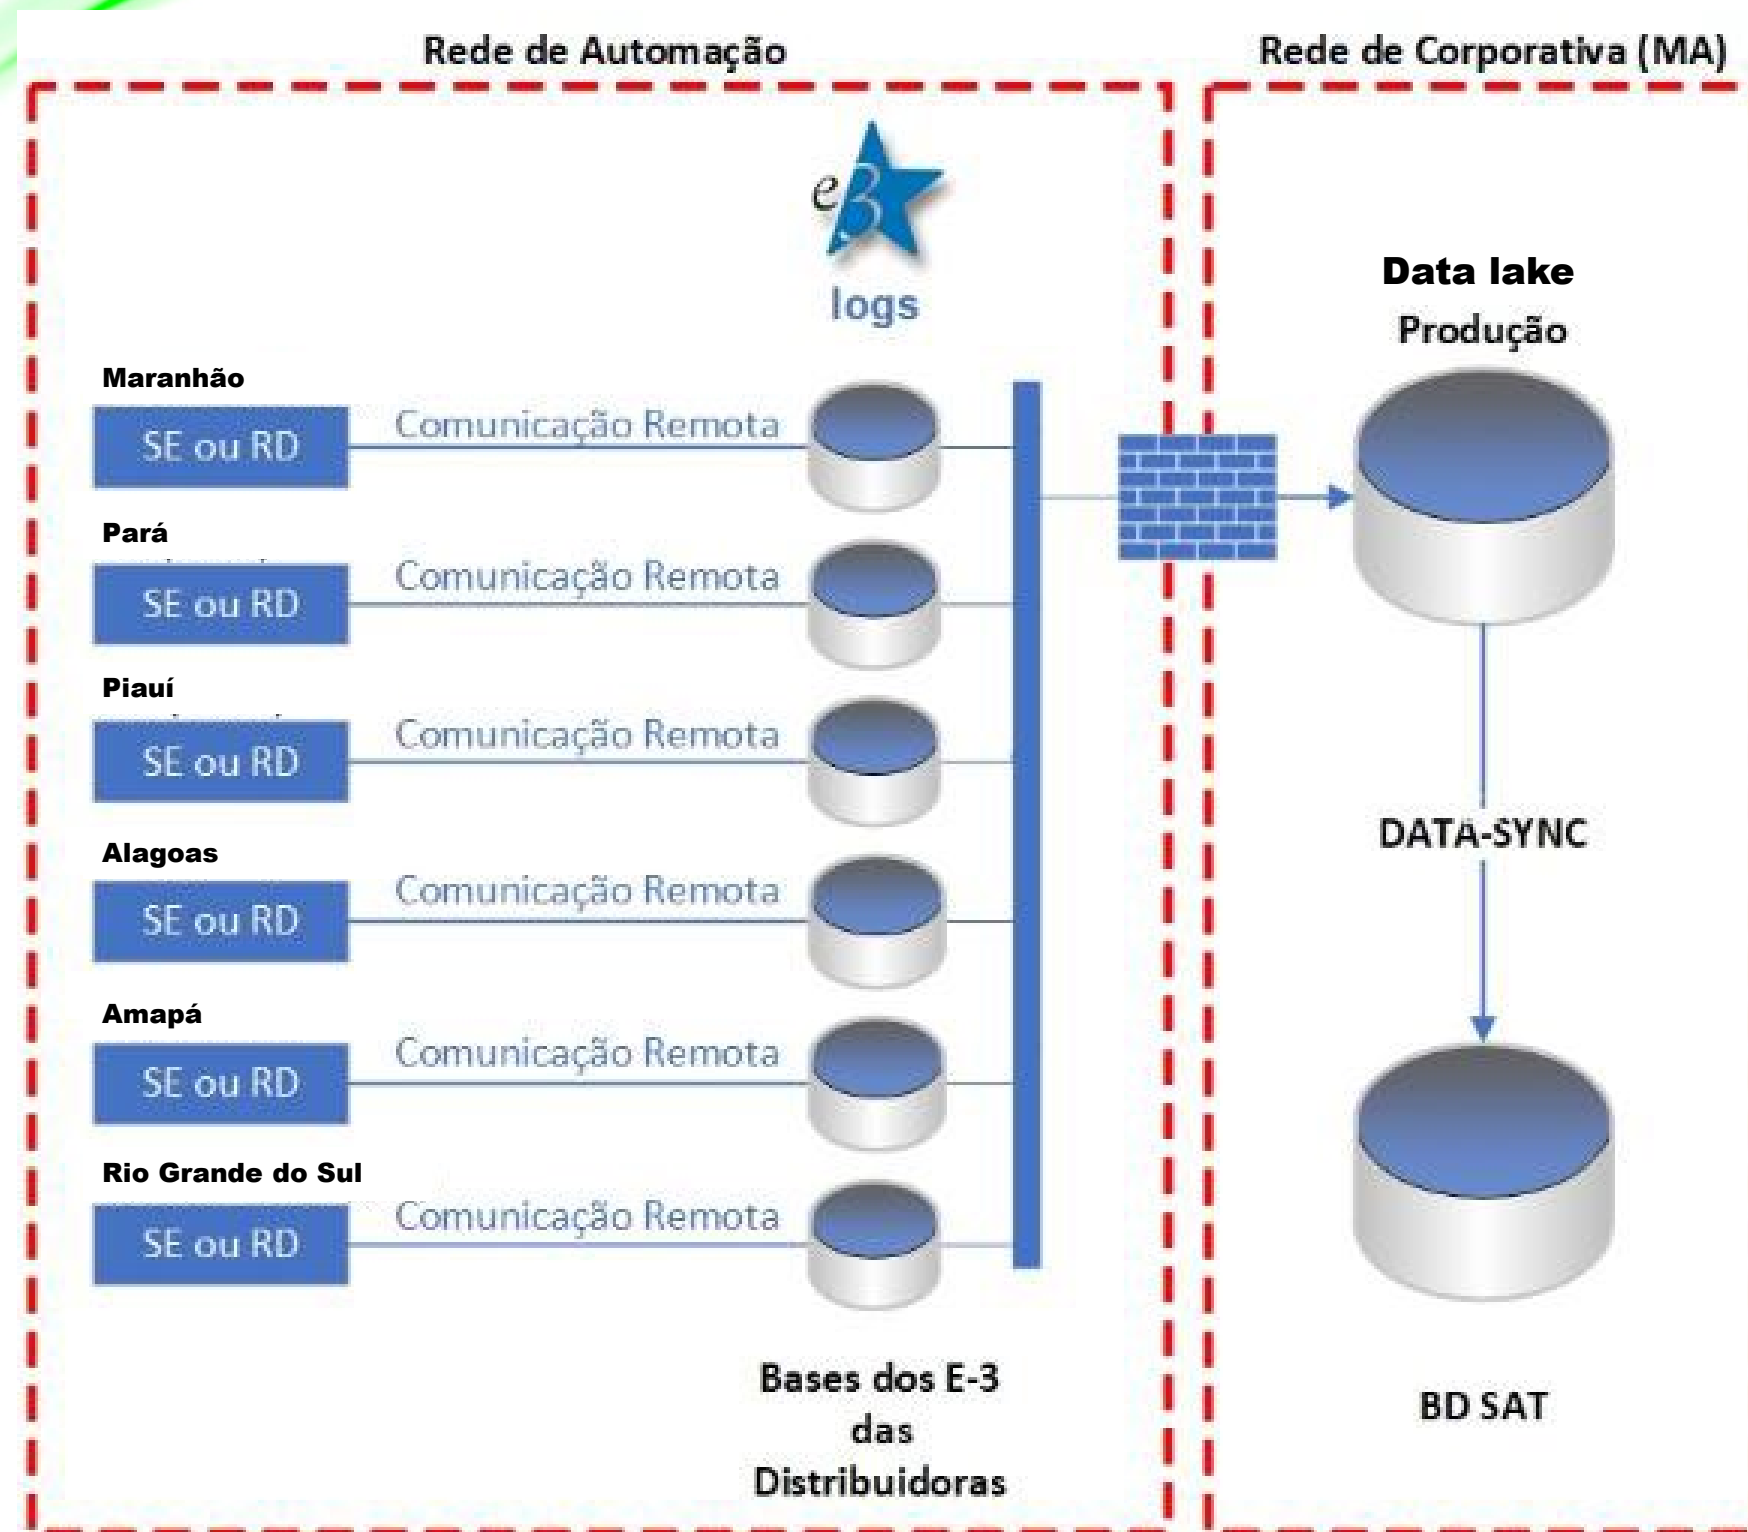 Rede de Automação
Rede de Corporativa (MA)
e3
logs
Data lake
Produção
Maranhão
SE ou RD
Comunicação Remota
Pará
SE ou RD
Comunicação Remota
Piauí
SE ou RD
Comunicação Remota
DATA-SYNC
Alagoas
SE ou RD
Comunicação Remota
Amapá
SE ou RD
Comunicação Remota
Rio Grande do Sul
SE ou RD
Comunicação Remota
Bases dos E-3
das
Distribuidoras
BD SAT